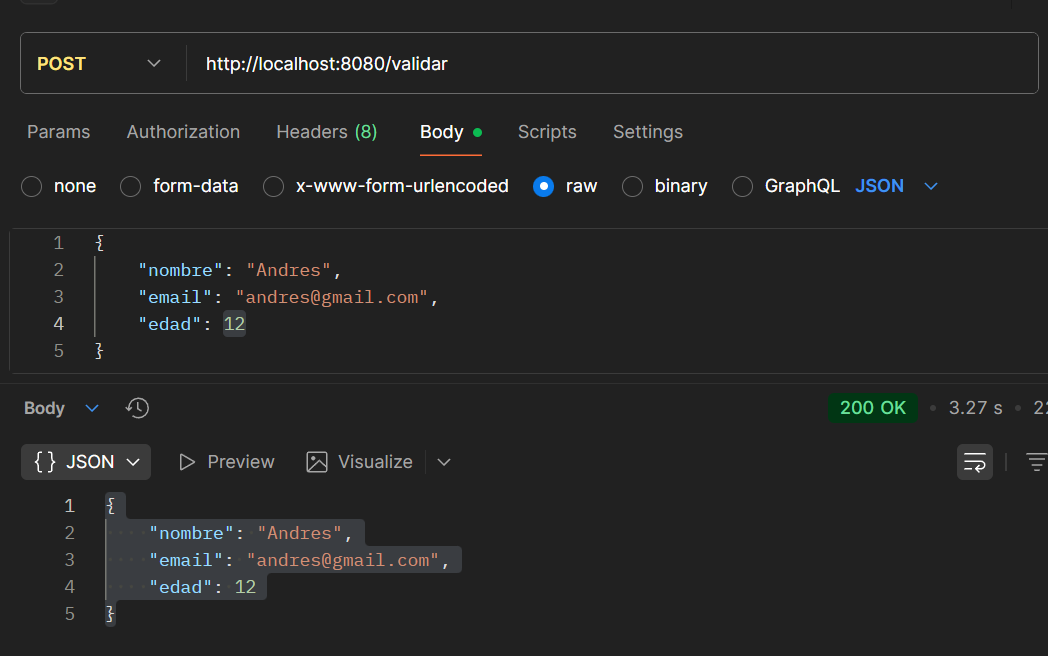 POST http://localhost:8080/validar
Params Authorization Headers (8) Body Scripts Settings
none form-data x-www-form-urlencoded raw binary GraphQL JSON
1 {
2 "nombre": "Andres",
3 "email": "andres@gmail.com",
4 "edad": 12
5 }
Body 200 OK • 3.27 s •
{} JSON Preview Visualize
1 {
2 "nombre": "Andres",
3 "email": "andres@gmail.com",
4 "edad": 12
5 }